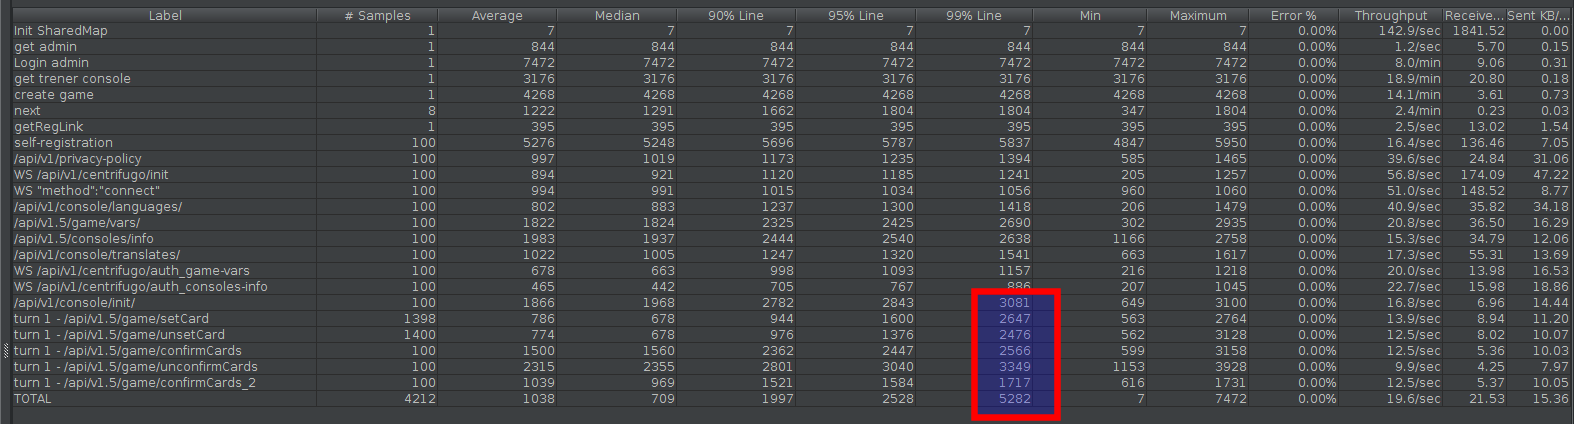 Label # Samples Average Median 90% Line 95% Line 99% Line Min Maximum Error % Throughput Receive... Sent KB/...
Init SharedMap 1 7 7 7 7 7 7 7 0.00% 142.9/sec 1841.52 0.00
get admin 1 844 844 844 844 844 844 844 0.00% 1.2/sec 5.70 0.15
Login admin 1 7472 7472 7472 7472 7472 7472 7472 0.00% 8.0/min 9.06 0.31
get trener console 1 3176 3176 3176 3176 3176 3176 3176 0.00% 18.9/min 20.80 0.18
create game 1 4268 4268 4268 4268 4268 4268 4268 0.00% 14.1/min 3.61 0.73
next 8 1222 1291 1662 1804 1804 347 1804 0.00% 2.4/min 0.23 0.03
getRegLink 1 395 395 395 395 395 395 395 0.00% 2.5/sec 13.02 1.54
self-registration 100 5276 5248 5696 5787 5837 4847 5950 0.00% 16.4/sec 136.46 7.05
/api/v1/privacy-policy 100 997 1019 1173 1235 1394 585 1465 0.00% 39.6/sec 24.84 31.06
WS /api/v1/centrifugo/init 100 894 921 1120 1185 1241 205 1257 0.00% 56.8/sec 174.09 47.22
WS "method":"connect" 100 994 991 1015 1034 1056 960 1060 0.00% 51.0/sec 148.52 8.77
/api/v1/console/languages/ 100 802 883 1237 1300 1418 206 1479 0.00% 40.9/sec 35.82 34.18
/api/v1.5/game/vars/ 100 1822 1824 2325 2425 2690 302 2935 0.00% 20.8/sec 36.50 16.29
/api/v1.5/consoles/info 100 1983 1937 2444 2540 2638 1166 2758 0.00% 15.3/sec 34.79 12.06
/api/v1/console/translates/ 100 1022 1005 1247 1320 1541 663 1617 0.00% 17.3/sec 55.31 13.69
WS /api/v1/centrifugo/auth_game-vars 100 678 663 998 1093 1157 216 1218 0.00% 20.0/sec 13.98 16.53
WS /api/v1/centrifugo/auth_consoles-info 100 465 442 705 767 886 207 1045 0.00% 22.7/sec 15.98 18.86
/api/v1/console/init/ 100 1866 1968 2782 2843 3081 649 3100 0.00% 16.8/sec 6.96 14.44
turn 1 - /api/v1.5/game/setCard 1398 786 678 944 1600 2647 563 2764 0.00% 13.9/sec 8.94 11.20
turn 1 - /api/v1.5/game/unsetCard 1400 774 678 976 1376 2476 562 3128 0.00% 12.5/sec 8.02 10.07
turn 1 - /api/v1.5/game/confirmCards 100 1500 1560 2362 2447 2566 599 3158 0.00% 12.5/sec 5.36 10.03
turn 1 - /api/v1.5/game/unconfirmCards 100 2315 2355 2801 3040 3349 1153 3928 0.00% 9.9/sec 4.25 7.97
turn 1 - /api/v1.5/game/confirmCards_2 100 1039 969 1521 1584 1717 616 1731 0.00% 12.5/sec 5.37 10.05
TOTAL 4212 1038 709 1997 2528 5282 7 7472 0.00% 19.6/sec 21.53 15.36